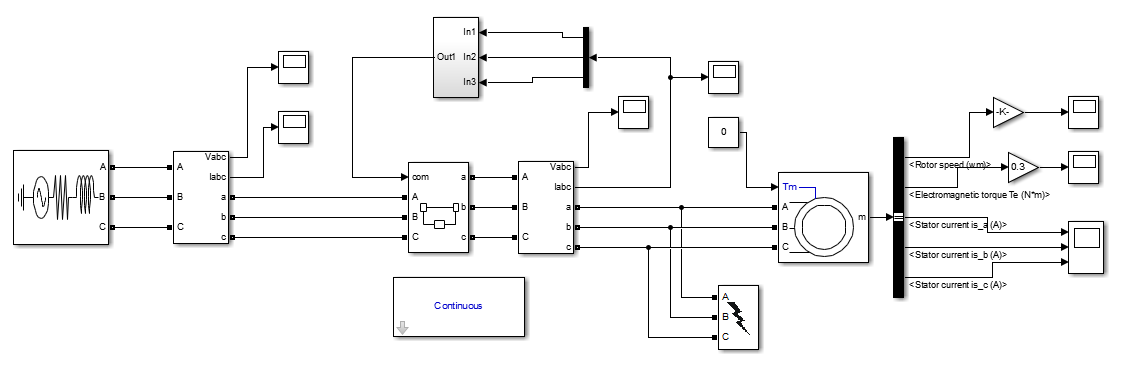 In1
Out1
In2
In3
A
B
C
A
B
C
Vabc
Iabc
a
b
c
com
A
B
C
a
b
c
A
B
C
Vabc
Iabc
a
b
c
0
Tm
A
B
C
m
-K-
<Rotor speed (wm)>
0.3
<Electromagnetic torque Te (N*m)>
<Stator current is_a (A)>
<Stator current is_b (A)>
<Stator current is_c (A)>
Continuous
A
B
C